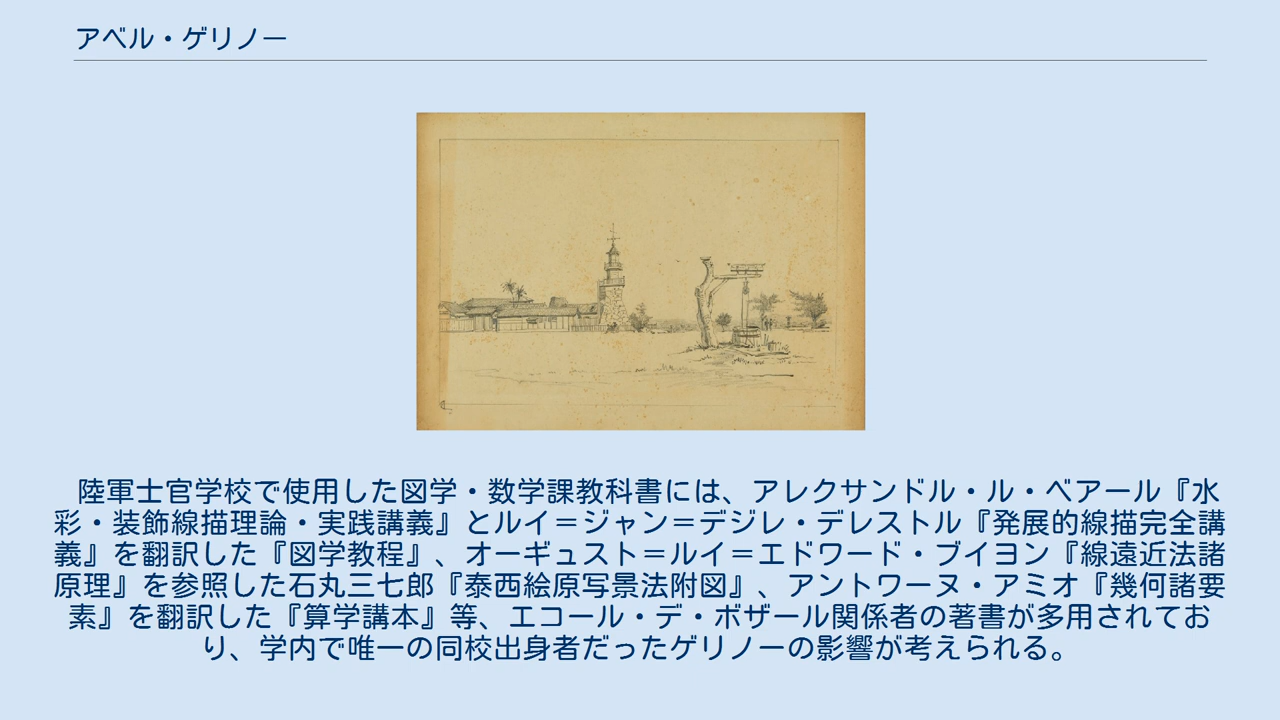 アベル・ゲリノー
陸軍士官学校で使用した図学・数学課教科書には、アレクサンドル・ル・ベアール『水
彩・装飾線描理論・実践講義』とルイ＝ジャン＝デジレ・デレストル『発展的線描完全講
義』を翻訳した『図学教程』、オーギュスト＝ルイ＝エドワード・ブイヨン『線遠近法諸
原理』を参照した石丸三七郎『泰西絵原写景法附図』、アントワーヌ・アミオ『幾何諸要
素』を翻訳した『算学講本』等、エコール・デ・ボザール関係者の著書が多用されてお
り、学内で唯一の同校出身者だったゲリノーの影響が考えられる。